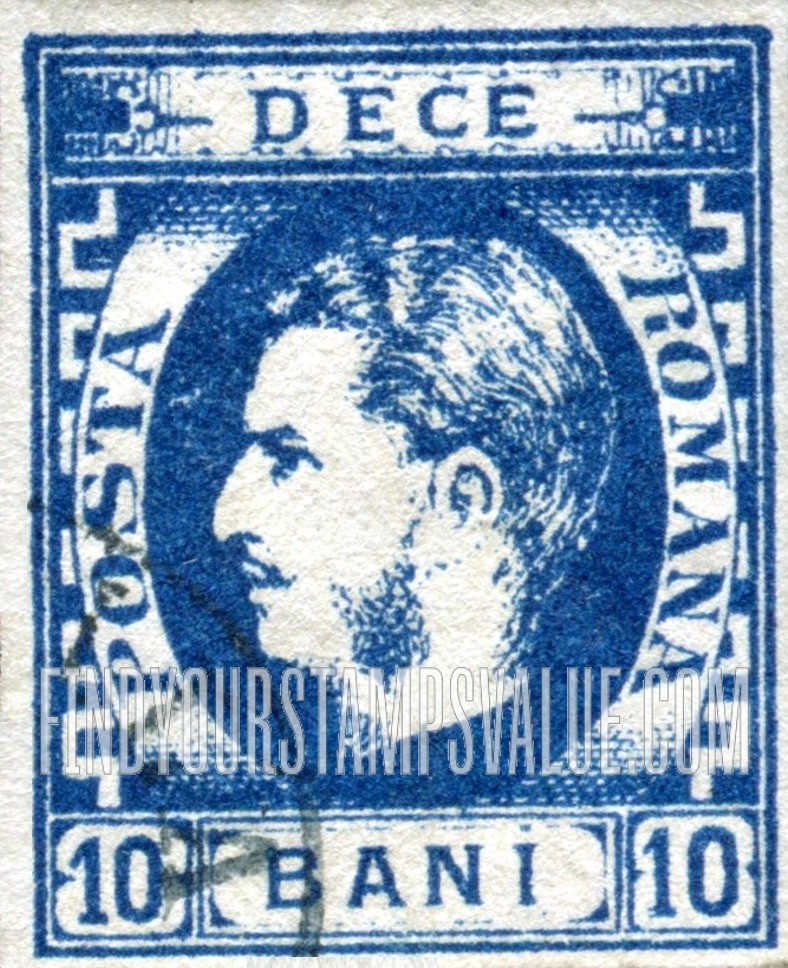 DECE
POSTA
ROMANA
FINDYOURSTAMPSVALUE.COM
10 BANI 10